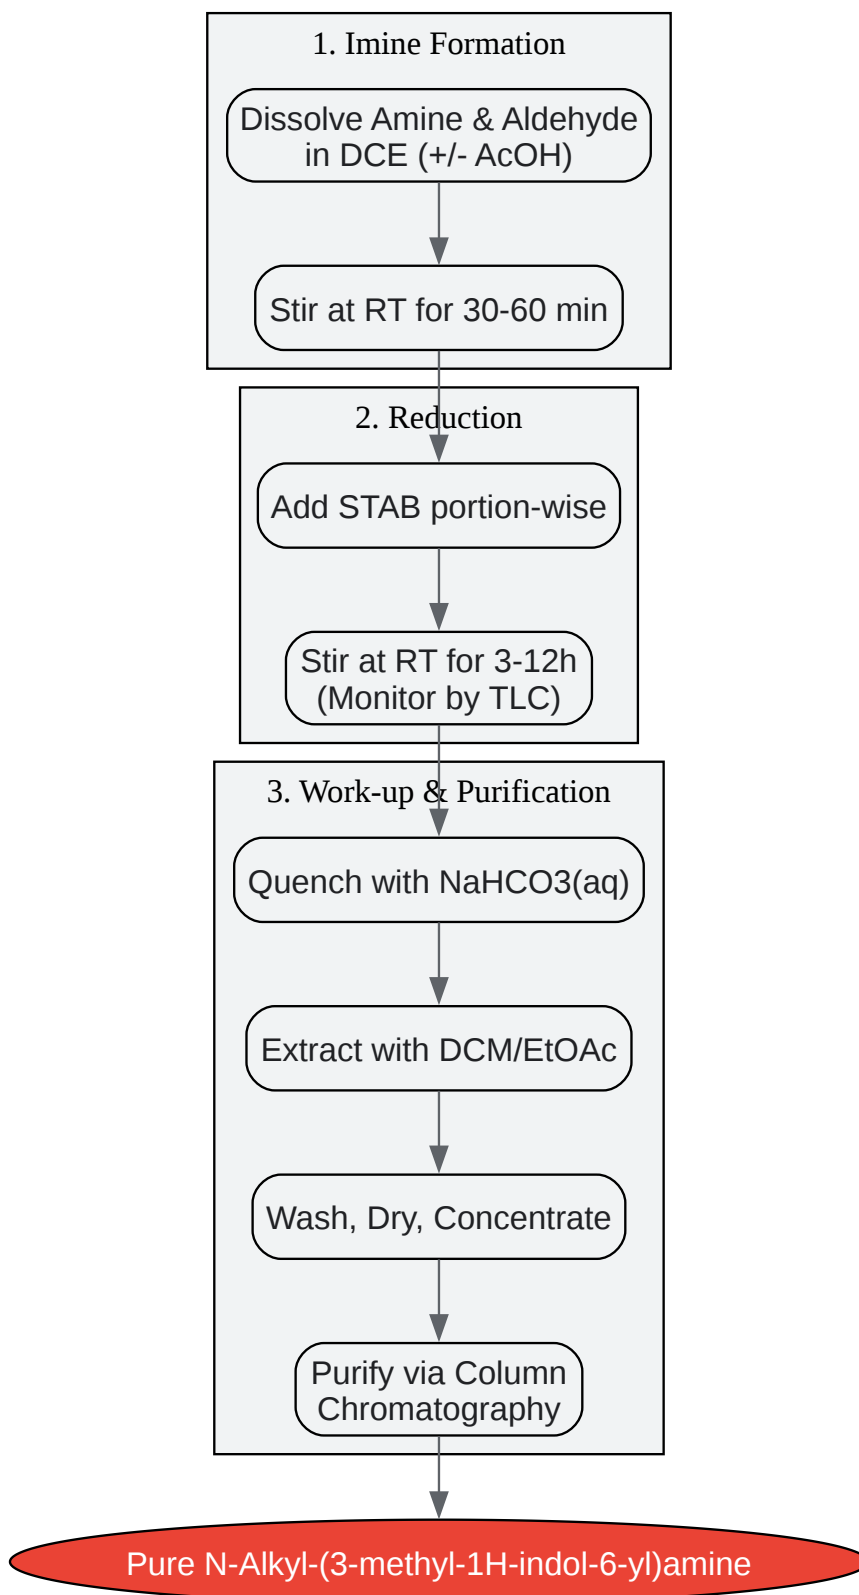 1. Imine Formation
Dissolve Amine & Aldehyde
in DCE (+/- AcOH)
Stir at RT for 30-60 min
2. Reduction
Add STAB portion-wise
Stir at RT for 3-12h
(Monitor by TLC)
3. Work-up & Purification
Quench with NaHCO3(aq)
Extract with DCM/EtOAc
Wash, Dry, Concentrate
Purify via Column
Chromatography
Pure N-Alkyl-(3-methyl-1H-indol-6-yl)amine